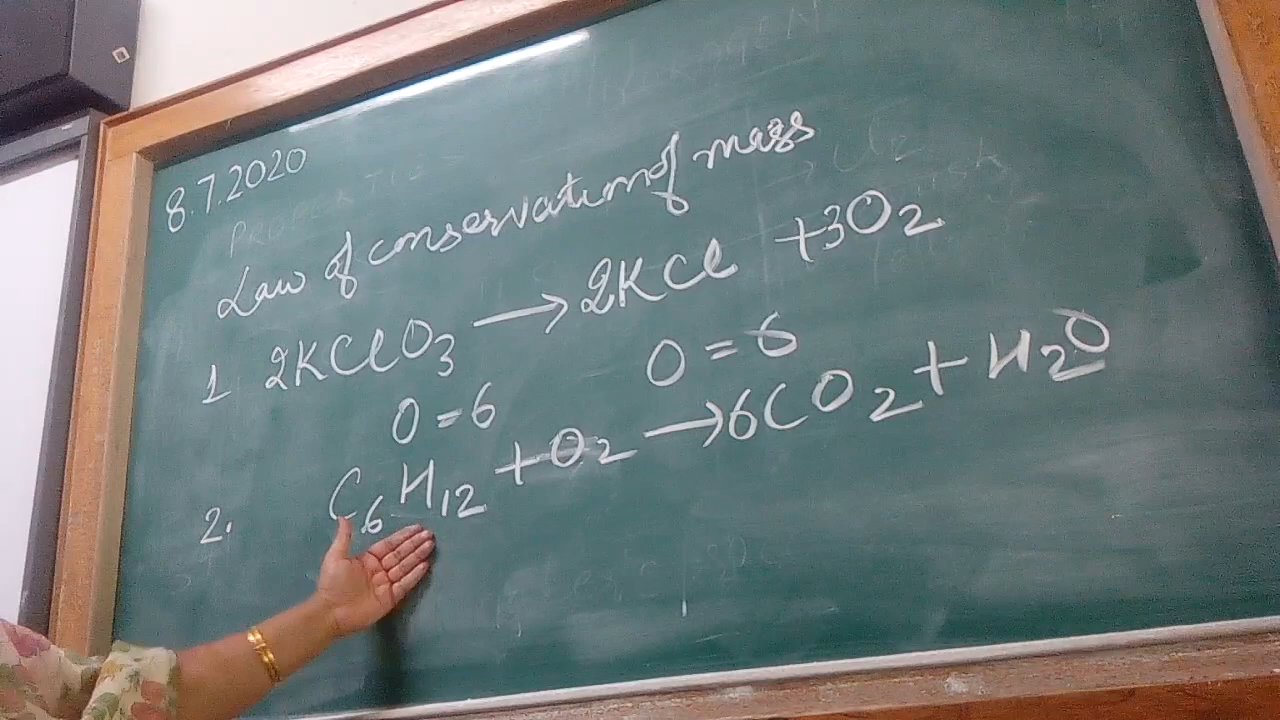 8.7.2020
Law of conservation of mass
1 2KClO₃ → 2KCl + 3O₂
O = 6 O = 6
2. C₆H₁₂ + O₂ → 6CO₂ + H₂O